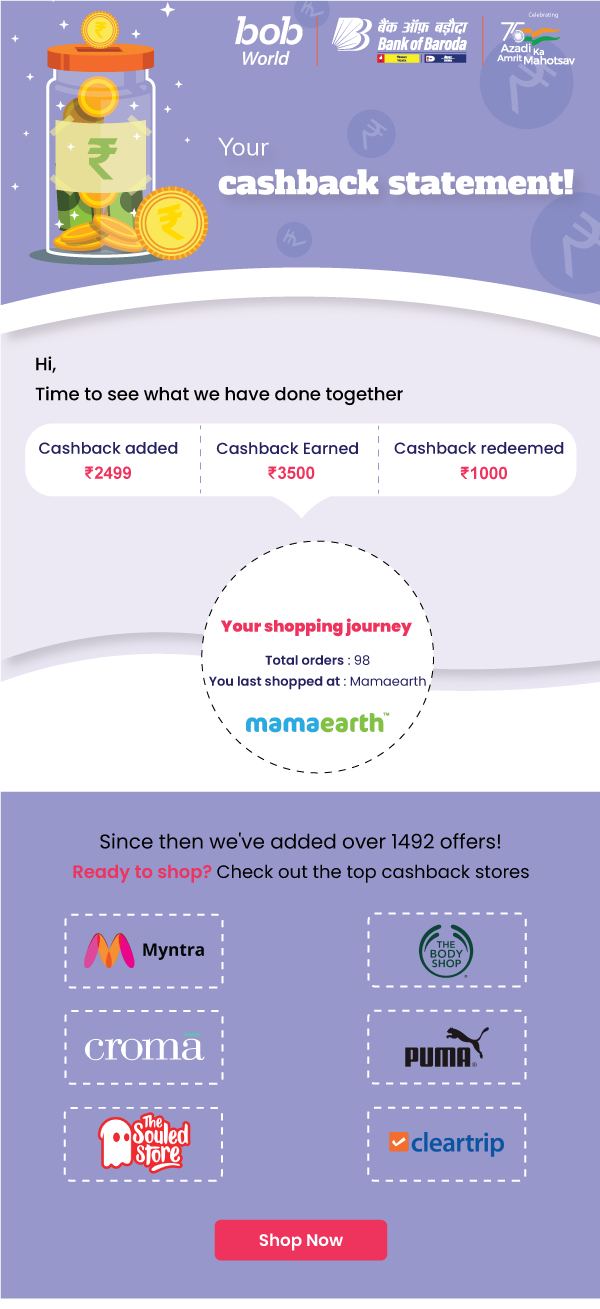 bob
World
बैंक ऑफ़ बड़ौदा
Bank of Baroda
Celebrating
75
Azadi Ka
Amrit Mahotsav
Your
cashback statement!
Hi,
Time to see what we have done together
Cashback added
₹2499
Cashback Earned
₹3500
Cashback redeemed
₹1000
Your shopping journey
Total orders : 98
You last shopped at : Mamaearth
mamaearth™
Since then we've added over 1492 offers!
Ready to shop? Check out the top cashback stores
Myntra
THE
BODY
SHOP
croma
PUMA
The
Souled
Store
cleartrip
Shop Now